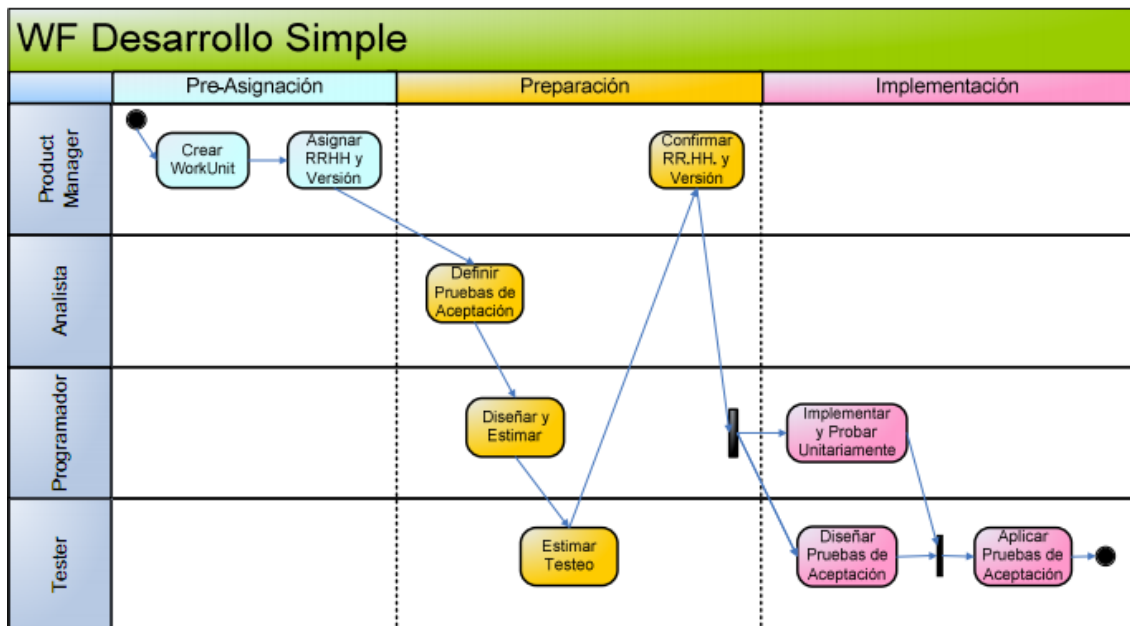 WF Desarrollo Simple
Pre-Asignación
Preparación
Implementación
Product
Manager
Crear
WorkUnit
Asignar
RRHH y
Versión
Confirmar
RR.HH. y
Versión
Analista
Definir
Pruebas de
Aceptación
Programador
Diseñar y
Estimar
Implementar
y Probar
Unitariamente
Tester
Estimar
Testeo
Diseñar
Pruebas de
Aceptación
Aplicar
Pruebas de
Aceptación